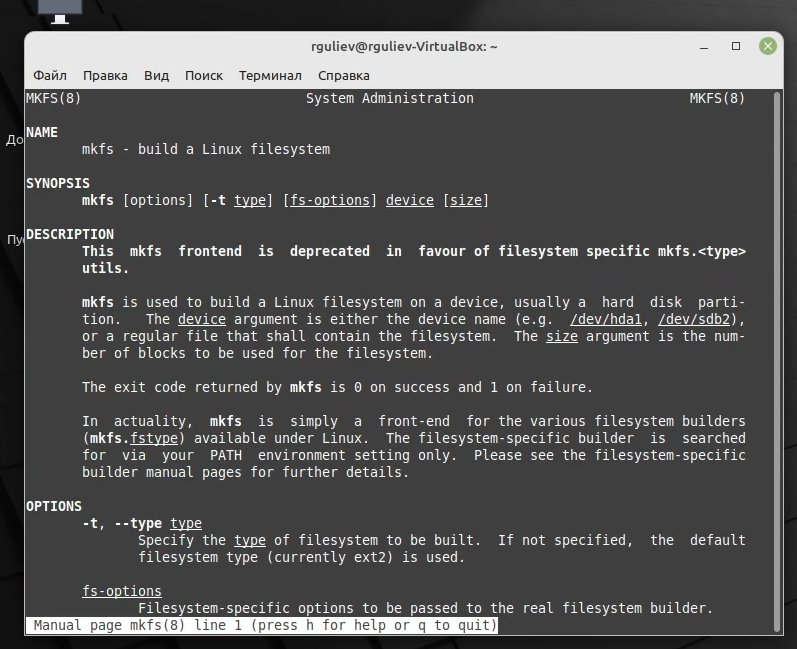 rguliev@rguliev-VirtualBox: ~
Файл Правка Вид Поиск Терминал Справка
MKFS(8) System Administration MKFS(8)
NAME
mkfs - build a Linux filesystem
SYNOPSIS
mkfs [options] [-t type] [fs-options] device [size]
DESCRIPTION
This mkfs frontend is deprecated in favour of filesystem specific mkfs.<type>
utils.
mkfs is used to build a Linux filesystem on a device, usually a hard disk parti-
tion. The device argument is either the device name (e.g. /dev/hda1, /dev/sdb2),
or a regular file that shall contain the filesystem. The size argument is the num-
ber of blocks to be used for the filesystem.
The exit code returned by mkfs is 0 on success and 1 on failure.
In actuality, mkfs is simply a front-end for the various filesystem builders
(mkfs.fstype) available under Linux. The filesystem-specific builder is searched
for via your PATH environment setting only. Please see the filesystem-specific
builder manual pages for further details.
OPTIONS
-t, --type type
Specify the type of filesystem to be built. If not specified, the default
filesystem type (currently ext2) is used.
fs-options
Filesystem-specific options to be passed to the real filesystem builder.
Manual page mkfs(8) line 1 (press h for help or q to quit)